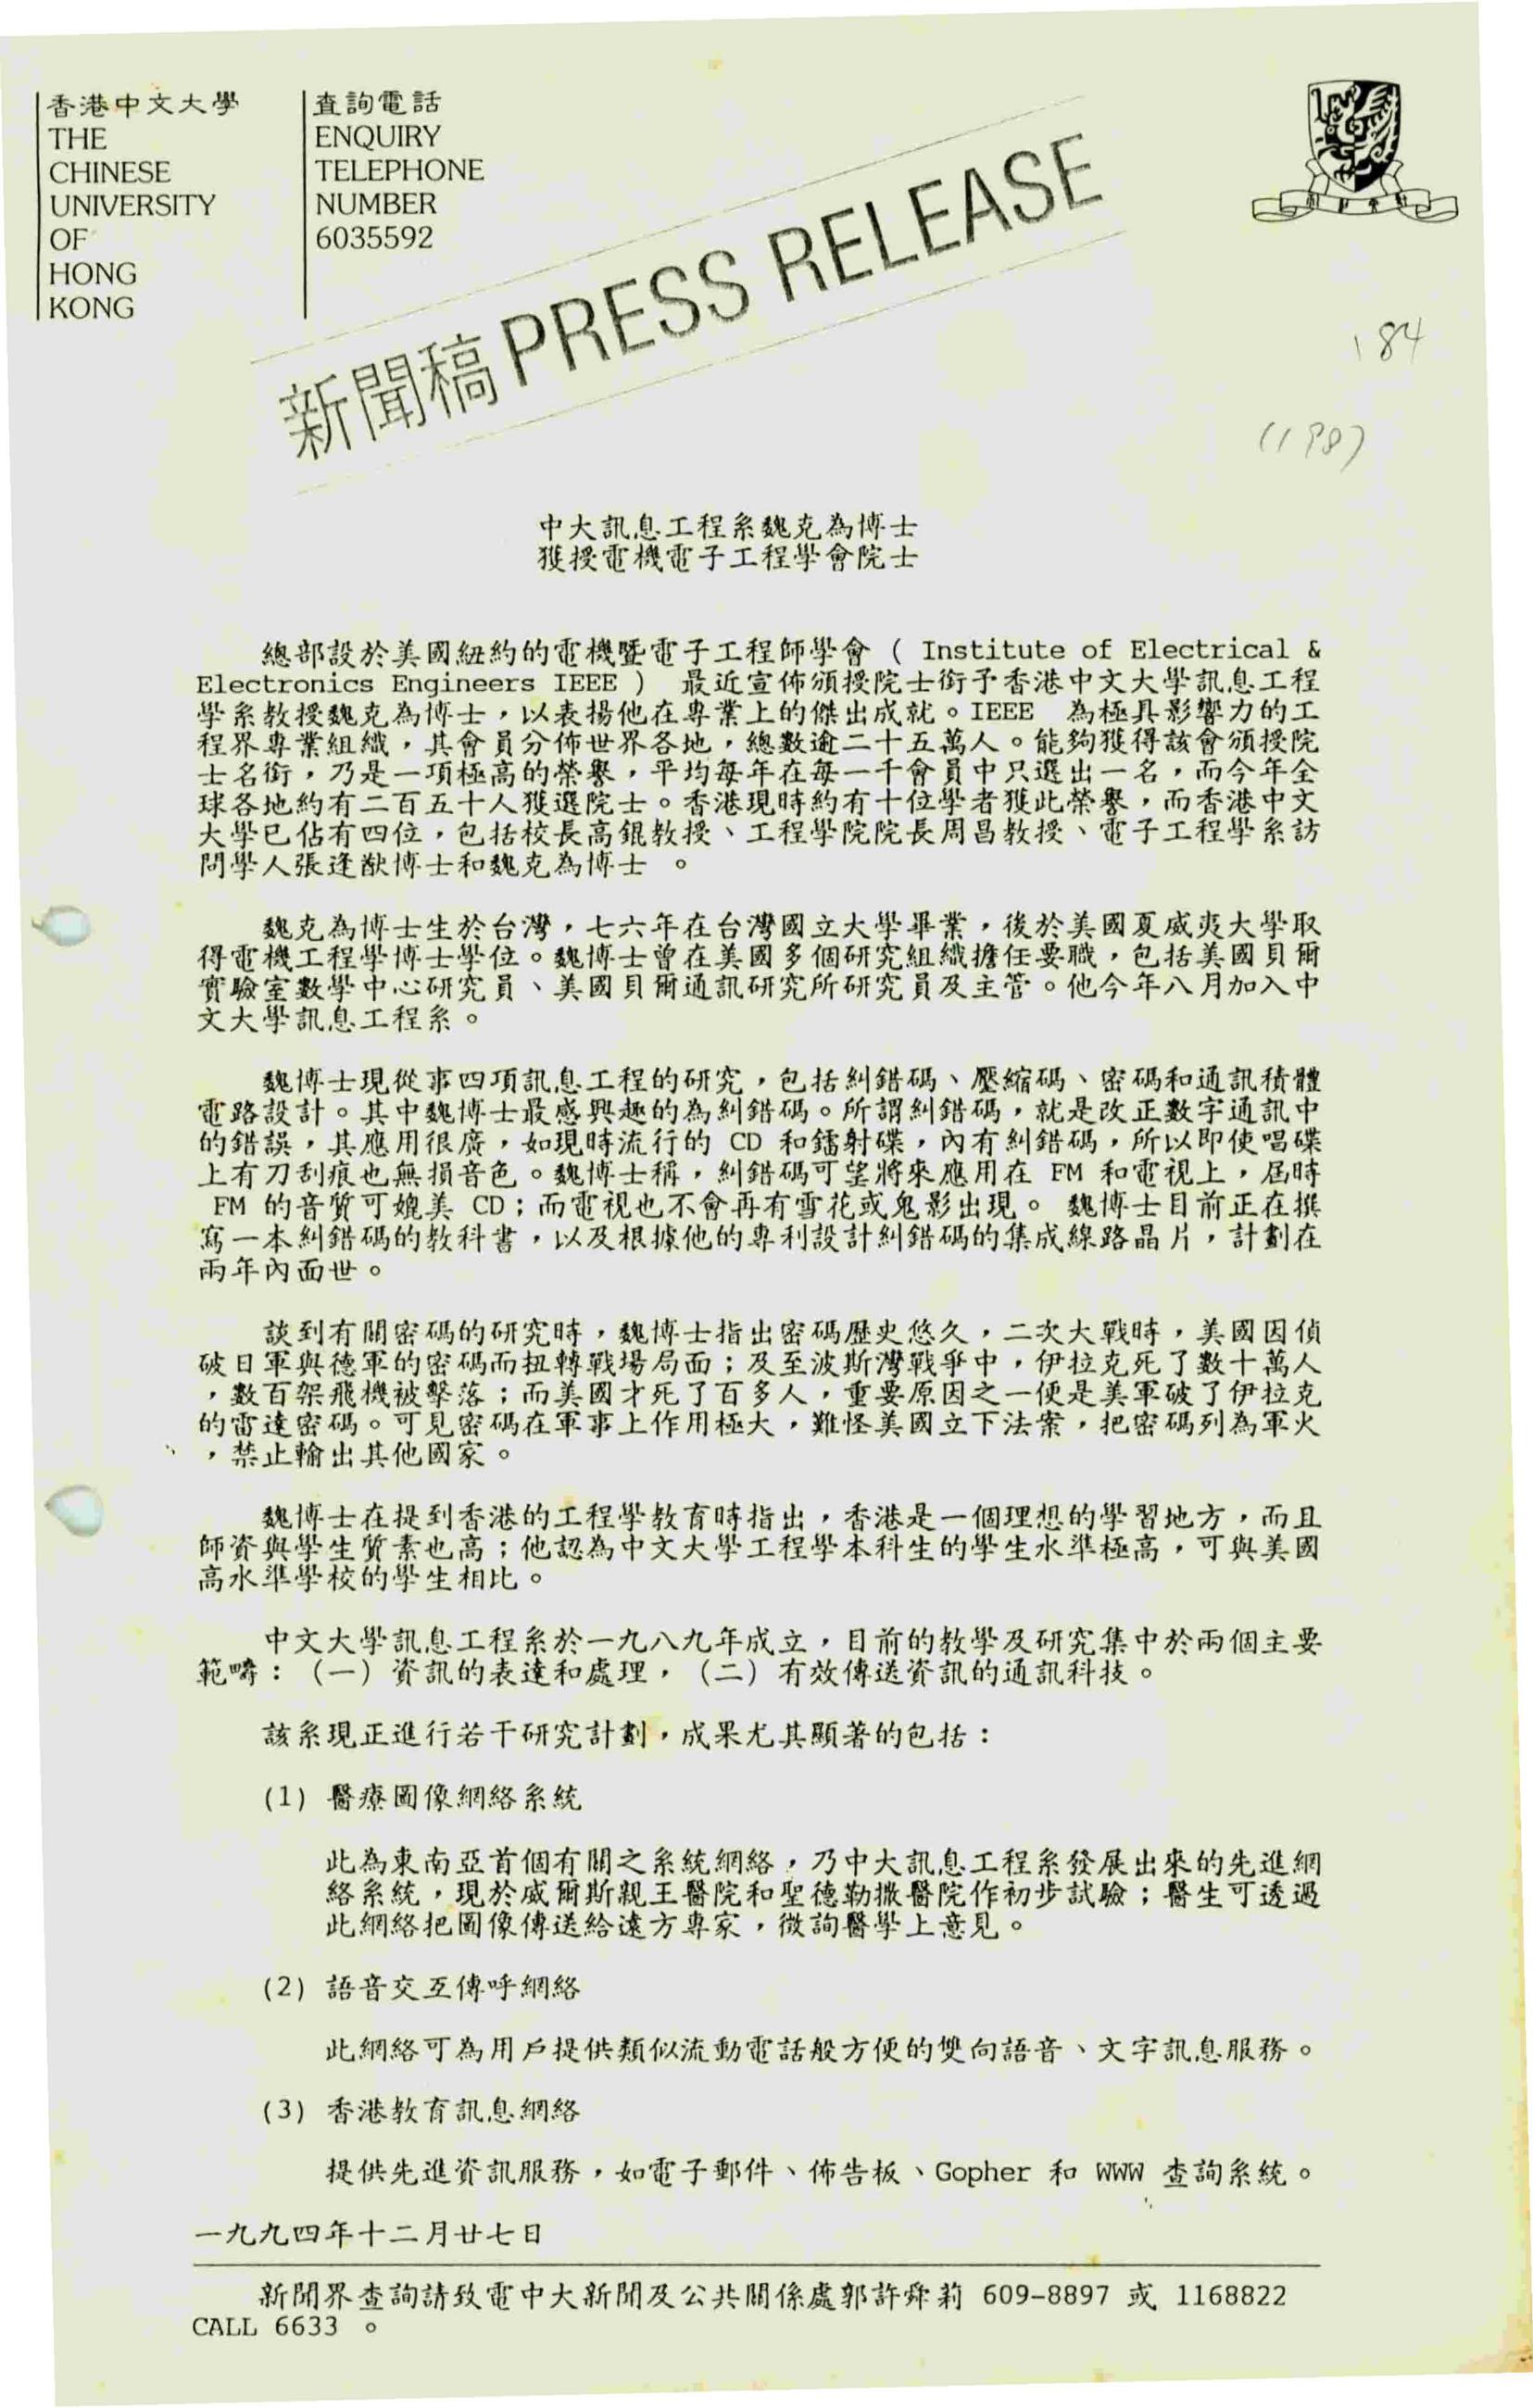 香港中文大學
THE
CHINESE
UNIVERSITY
OF
HONG
KONG
查詢電話
ENQUIRY
TELEPHONE
NUMBER
6035592
新聞稿 PRESS RELEASE
184
(198)
中大訊息工程系魏克為博士
獲授電機電子工程學會院士
總部設於美國紐約的電機暨電子工程師學會 ( Institute of Electrical &
Electronics Engineers IEEE ) 最近宣佈頒授院士銜予香港中文大學訊息工程
學系教授魏克為博士，以表揚他在專業上的傑出成就。IEEE 為極具影響力的工
程界專業組織，其會員分佈世界各地，總數逾二十五萬人。能夠獲得該會頒授院
士名銜，乃是一項極高的榮譽，平均每年在每一千會員中只選出一名，而今年全
球各地約有二百五十人獲選院士。香港現時約有十位學者獲此榮譽，而香港中文
大學已佔有四位，包括校長高錕教授、工程學院院長周昌教授、電子工程學系訪
問學人張逢猷博士和魏克為博士 。
魏克為博士生於台灣，七六年在台灣國立大學畢業，後於美國夏威夷大學取
得電機工程學博士學位。魏博士曾在美國多個研究組織擔任要職，包括美國貝爾
實驗室數學中心研究員、美國貝爾通訊研究所研究員及主管。他今年八月加入中
文大學訊息工程系。
魏博士現從事四項訊息工程的研究，包括糾錯碼、壓縮碼、密碼和通訊積體
電路設計。其中魏博士最感興趣的為糾錯碼。所謂糾錯碼，就是改正數字通訊中
的錯誤，其應用很廣，如現時流行的 CD 和鐳射碟，內有糾錯碼，所以即使唱碟
上有刀刮痕也無損音色。魏博士稱，糾錯碼可望將來應用在 FM 和電視上，屆時
FM 的音質可媲美 CD；而電視也不會再有雪花或鬼影出現。 魏博士目前正在撰
寫一本糾錯碼的教科書，以及根據他的專利設計糾錯碼的集成線路晶片，計劃在
兩年內面世。
談到有關密碼的研究時，魏博士指出密碼歷史悠久，二次大戰時，美國因偵
破日軍與德軍的密碼而扭轉戰場局面；及至波斯灣戰爭中，伊拉克死了數十萬人
，數百架飛機被擊落；而美國才死了百多人，重要原因之一便是美軍破了伊拉克
的雷達密碼。可見密碼在軍事上作用極大，難怪美國立下法案，把密碼列為軍火
，禁止輸出其他國家。
魏博士在提到香港的工程學教育時指出，香港是一個理想的學習地方，而且
師資與學生質素也高；他認為中文大學工程學本科生的學生水準極高，可與美國
高水準學校的學生相比。
中文大學訊息工程系於一九八九年成立，目前的教學及研究集中於兩個主要
範疇：（一）資訊的表達和處理，（二）有效傳送資訊的通訊科技。
該系現正進行若干研究計劃，成果尤其顯著的包括：
(1) 醫療圖像網絡系統
此為東南亞首個有關之系統網絡，乃中大訊息工程系發展出來的先進網
絡系統，現於威爾斯親王醫院和聖德勒撒醫院作初步試驗；醫生可透過
此網絡把圖像傳送給遠方專家，徵詢醫學上意見。
(2) 語音交互傳呼網絡
此網絡可為用戶提供類似流動電話般方便的雙向語音、文字訊息服務。
(3) 香港教育訊息網絡
提供先進資訊服務，如電子郵件、佈告板、Gopher 和 WWW 查詢系統。
一九九四年十二月廿七日
新聞界查詢請致電中大新聞及公共關係處郭許舜莉 609-8897 或 1168822
CALL 6633 。